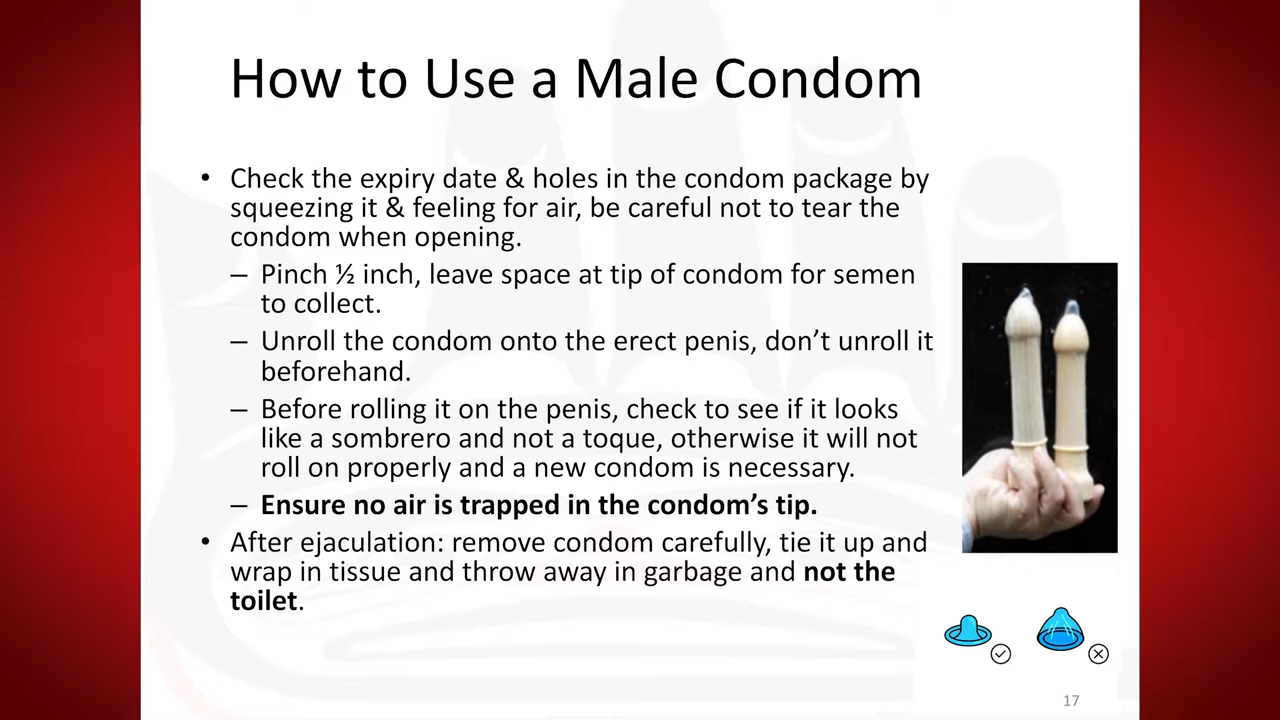 How to Use a Male Condom
• Check the expiry date & holes in the condom package by
squeezing it & feeling for air, be careful not to tear the
condom when opening.
– Pinch ½ inch, leave space at tip of condom for semen
to collect.
– Unroll the condom onto the erect penis, don’t unroll it
beforehand.
– Before rolling it on the penis, check to see if it looks
like a sombrero and not a toque, otherwise it will not
roll on properly and a new condom is necessary.
– Ensure no air is trapped in the condom’s tip.
• After ejaculation: remove condom carefully, tie it up and
wrap in tissue and throw away in garbage and not the
toilet.
17